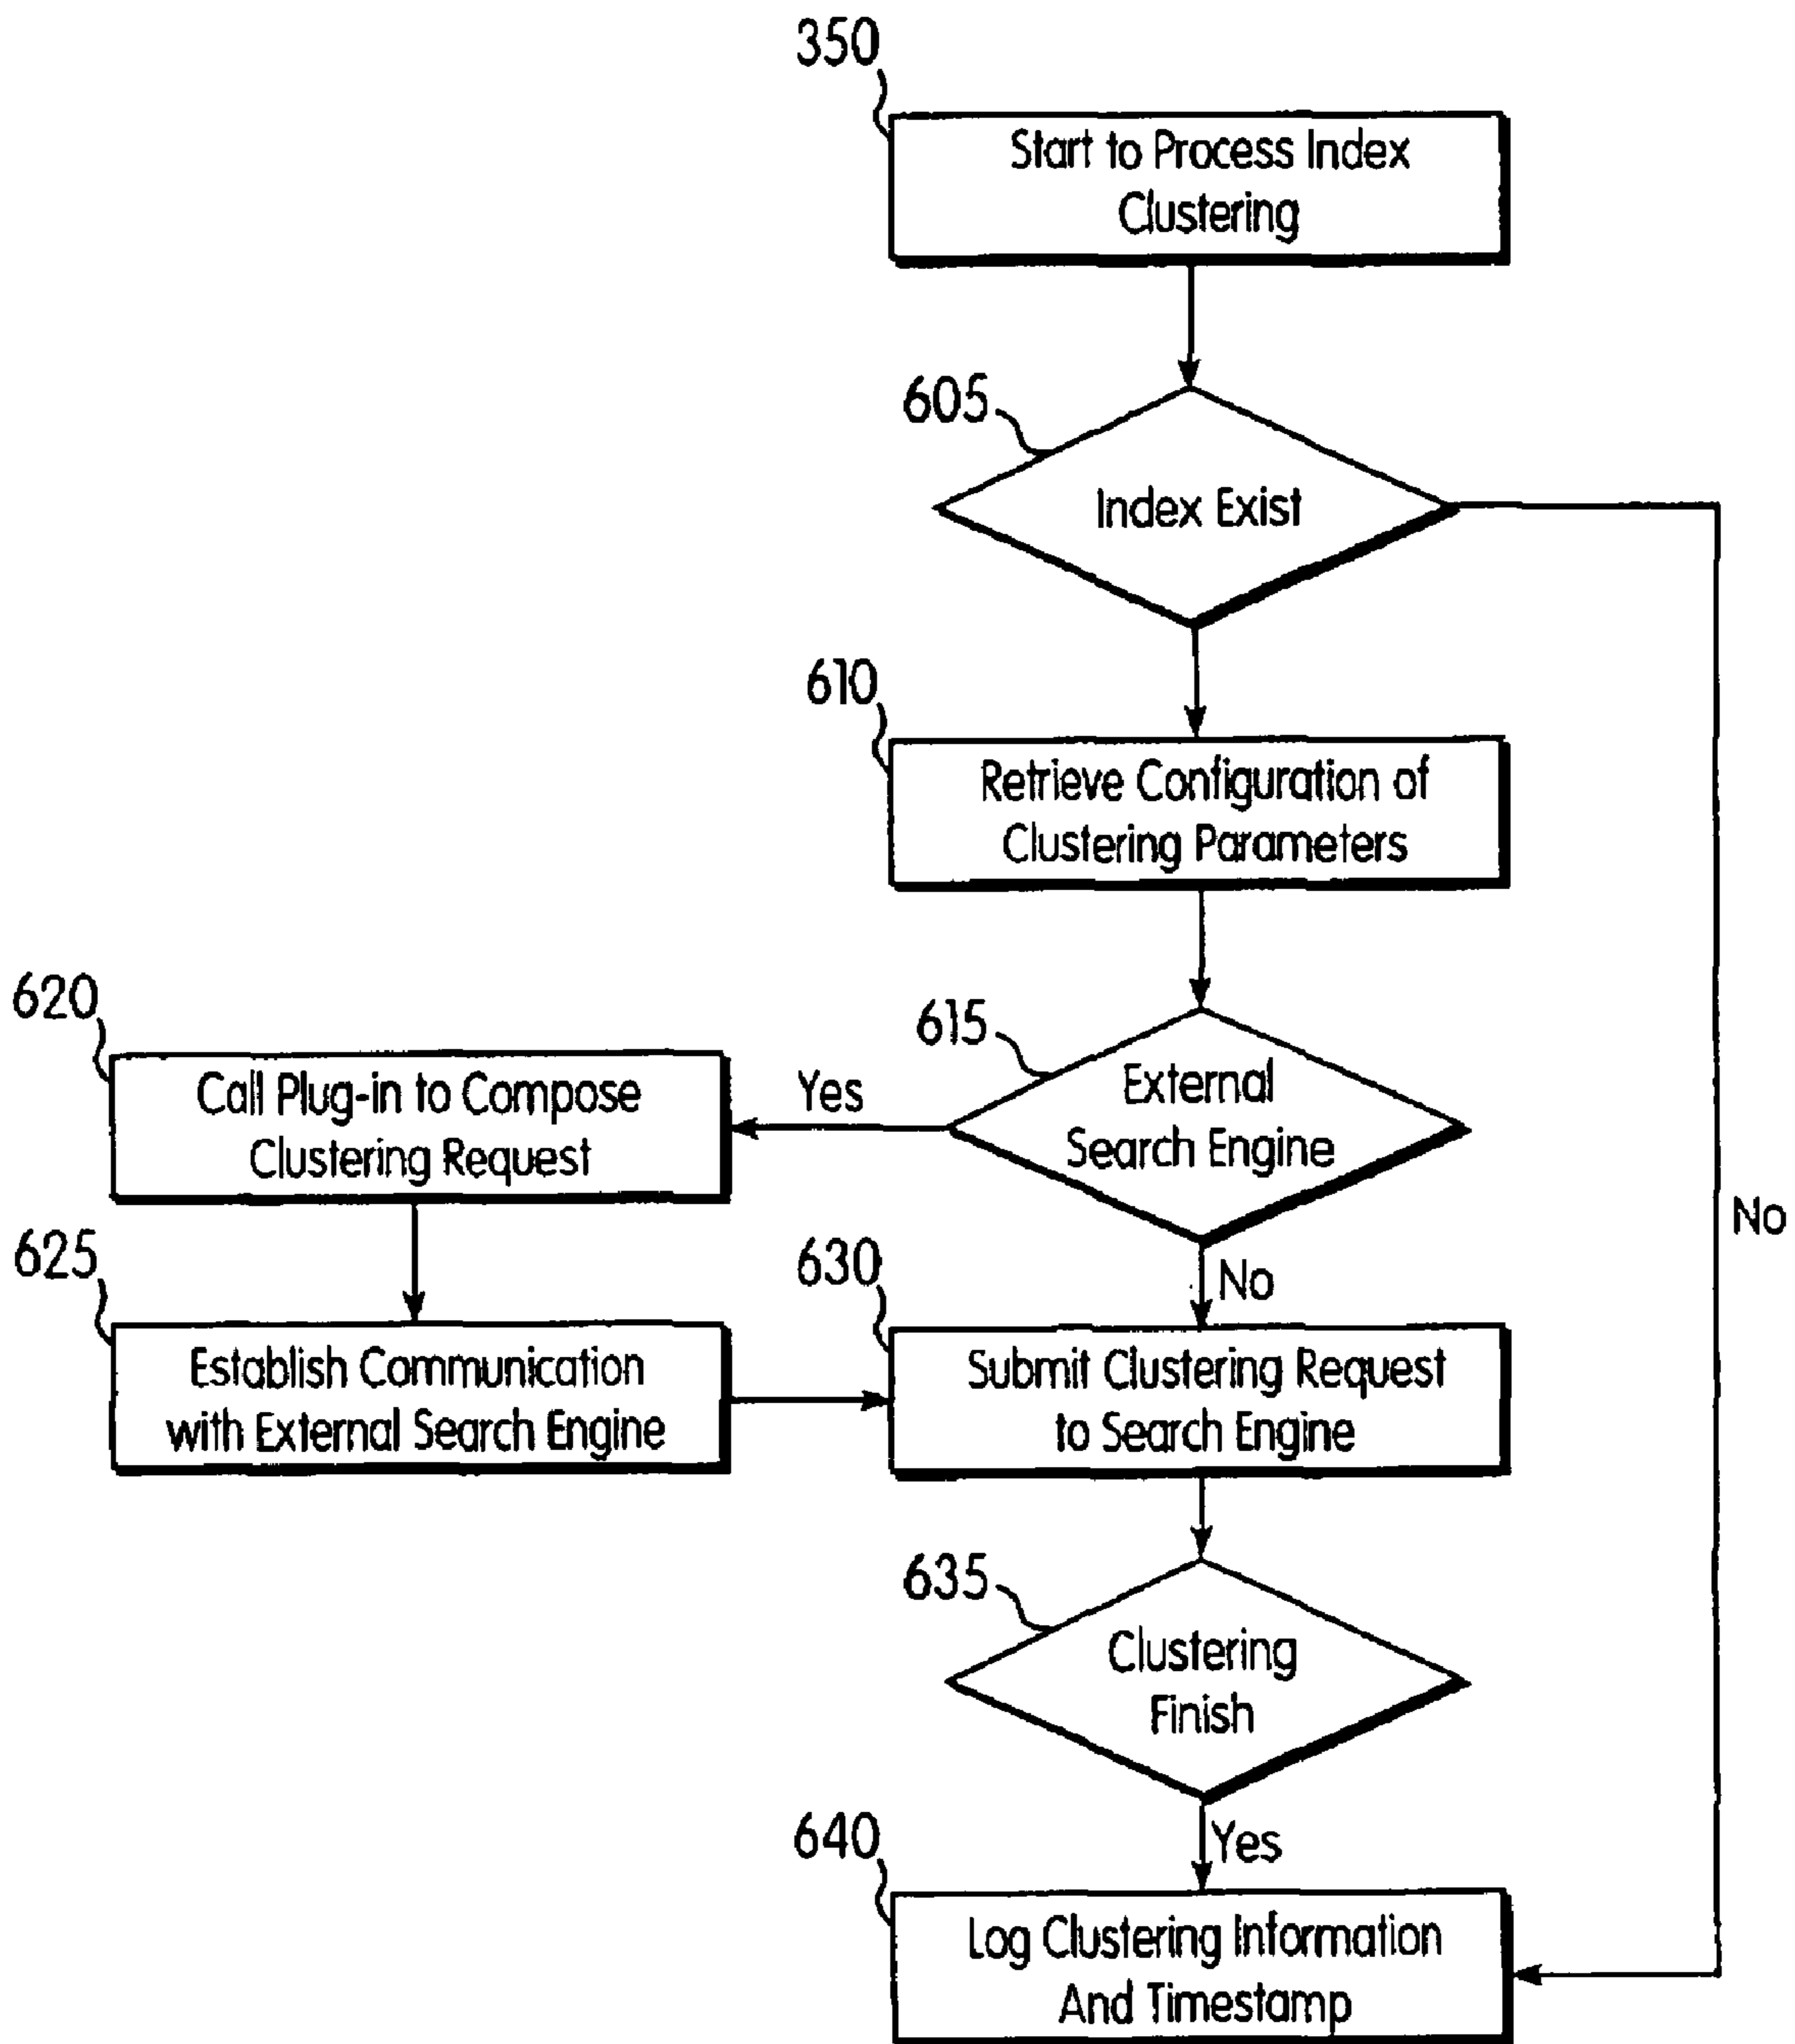 350
Start to Process Index
Clustering
605
Index Exist
610
Retrieve Configuration of
Clustering Parameters
620
615
Call Plug-in to Compose
Clustering Request
Yes
External
Search Engine
No
625
630
No
Establish Communication
with External Search Engine
Submit Clustering Request
to Search Engine
635
Clustering
Finish
640
Yes
Log Clustering Information
And Timestamp